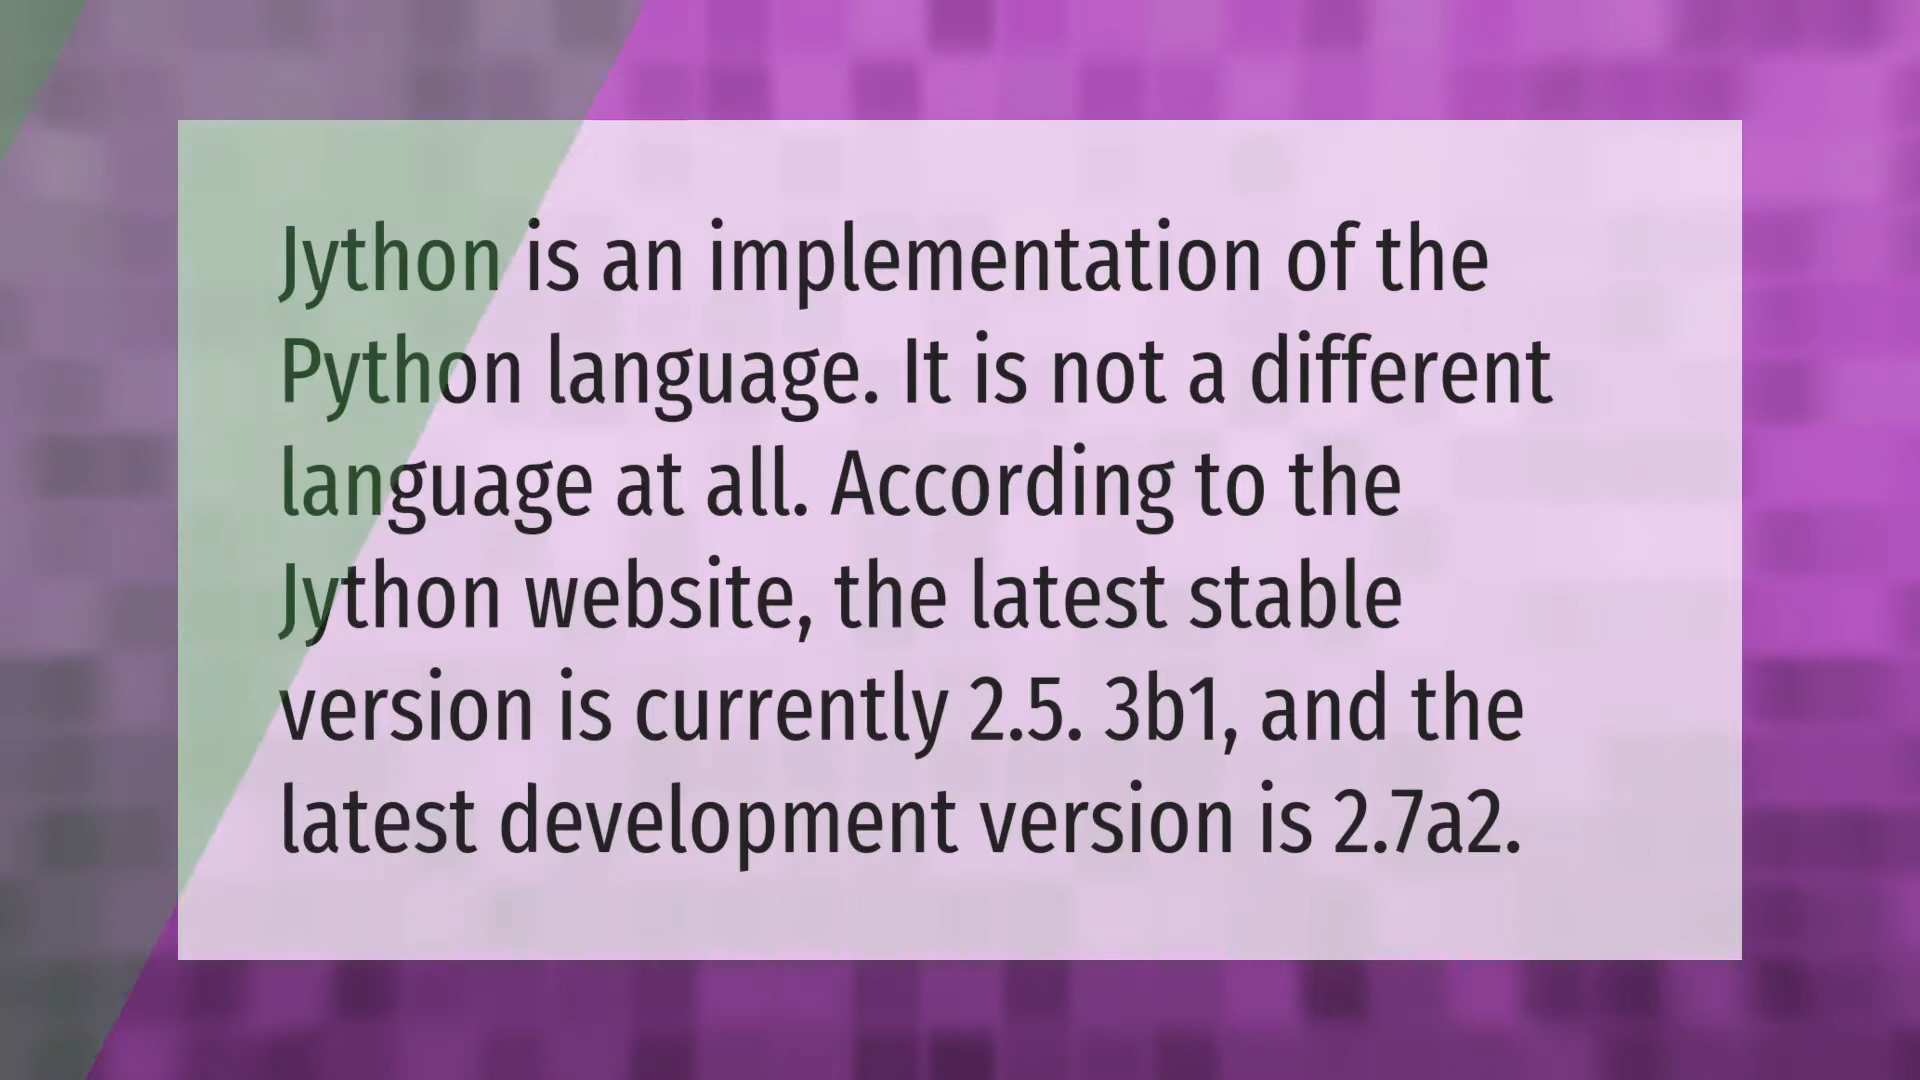 Jython is an implementation of the
Python language. It is not a different
language at all. According to the
Jython website, the latest stable
version is currently 2.5. 3b1, and the
latest development version is 2.7a2.